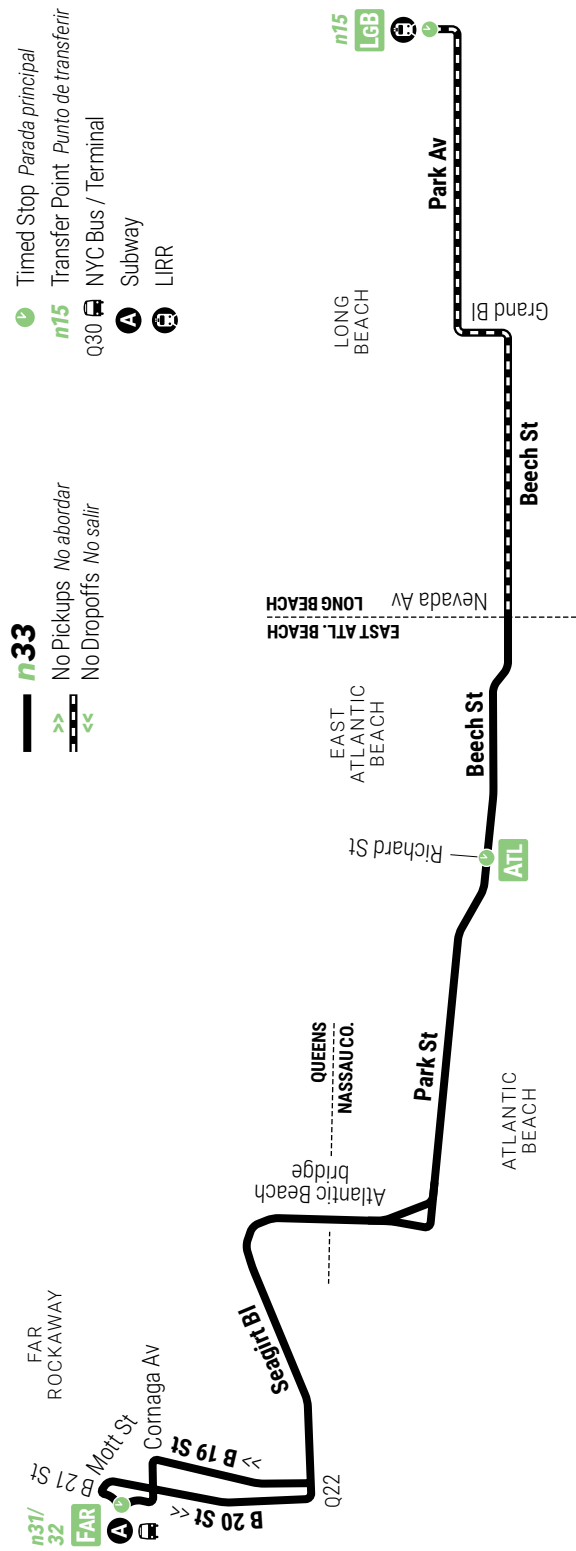 n33
>> No Pickups No abordar
<< No Dropoffs No salir
Timed Stop Parada principal
n15 Transfer Point Punto de transferir
Q30 NYC Bus / Terminal
A Subway
LIRR
n31/
32
FAR
A
B 21 St
Mott St
Cornaga Av
FAR
ROCKAWAY
<< B 20 St
>> B 19 St
Q22
Seagirt Bl
Atlantic Beach
bridge
QUEENS
NASSAU CO.
Park St
ATLANTIC
BEACH
Richard St
ATL
EAST
ATLANTIC
BEACH
Beech St
EAST ATL. BEACH
LONG BEACH
Nevada Av
Beech St
LONG
BEACH
Grand Bl
Park Av
n15
LGB